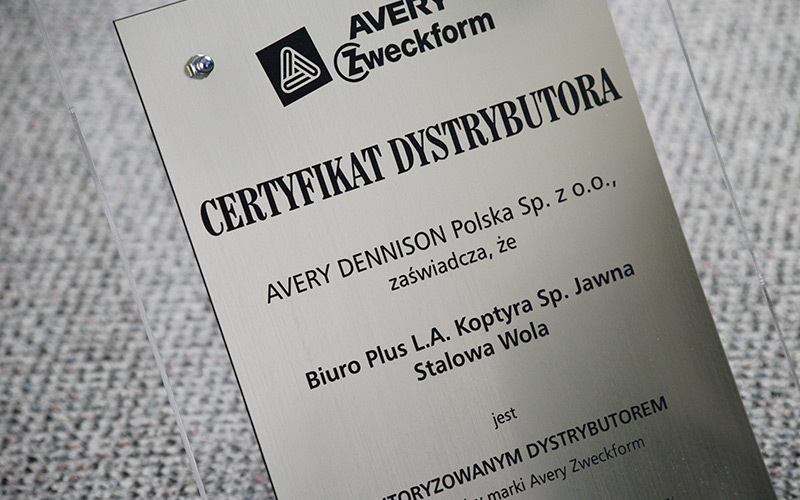 AVERY
Zweckform
CERTYFIKAT DYSTRYBUTORA
AVERY DENNISON Polska Sp. z o.o.,
zaświadcza, że
Biuro Plus L.A. Koptyra Sp. Jawna
Stalowa Wola
jest
TORYZOWANYM DYSTRYBUTOREM
marki Avery Zweckform